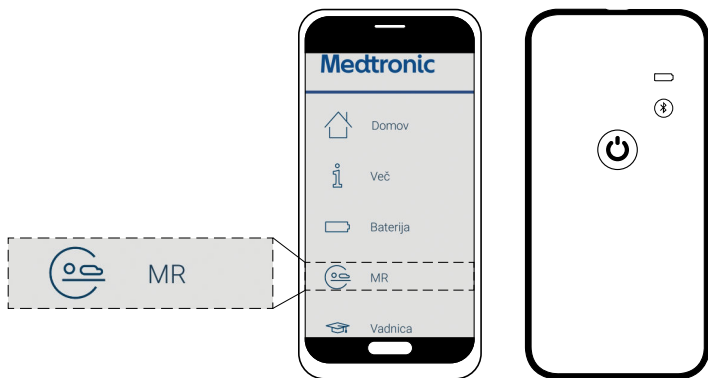 Medtronic
Domov
Več
Baterija
MR
Vadnica
MR